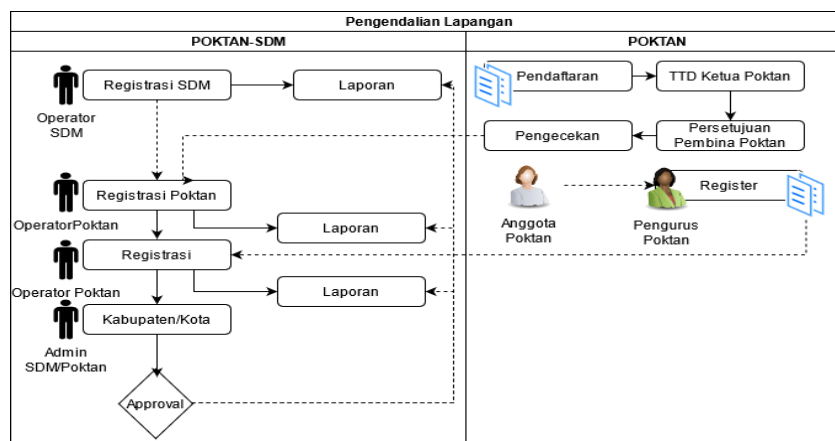 Pengendalian Lapangan
POKTAN-SDM
POKTAN
Registrasi SDM
Laporan
Operator
SDM
Pendaftaran
TTD Ketua Poktan
Pengecekan
Persetujuan
Pembina Poktan
Registrasi Poktan
OperatorPoktan
Laporan
Register
Anggota
Poktan
Pengurus
Poktan
Registrasi
Operator Poktan
Laporan
Kabupaten/Kota
Admin
SDM/Poktan
Approval